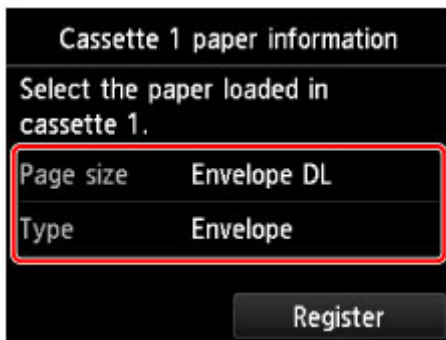 Cassette 1 paper information
Select the paper loaded in
cassette 1.
Page size Envelope DL
Type Envelope
Register